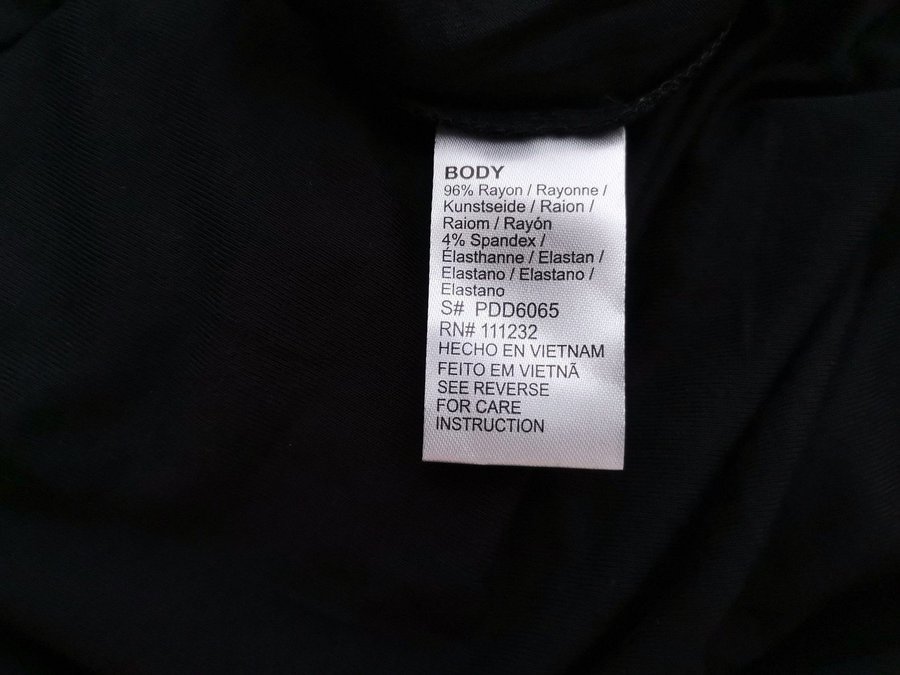 BODY
96% Rayon / Rayonne /
Kunstseide / Raion /
Raiom / Rayón
4% Spandex /
Élasthanne / Elastan /
Elastano / Elastano /
Elastano
S# PDD6065
RN# 111232
HECHO EN VIETNAM
FEITO EM VIETNÃ
SEE REVERSE
FOR CARE
INSTRUCTION